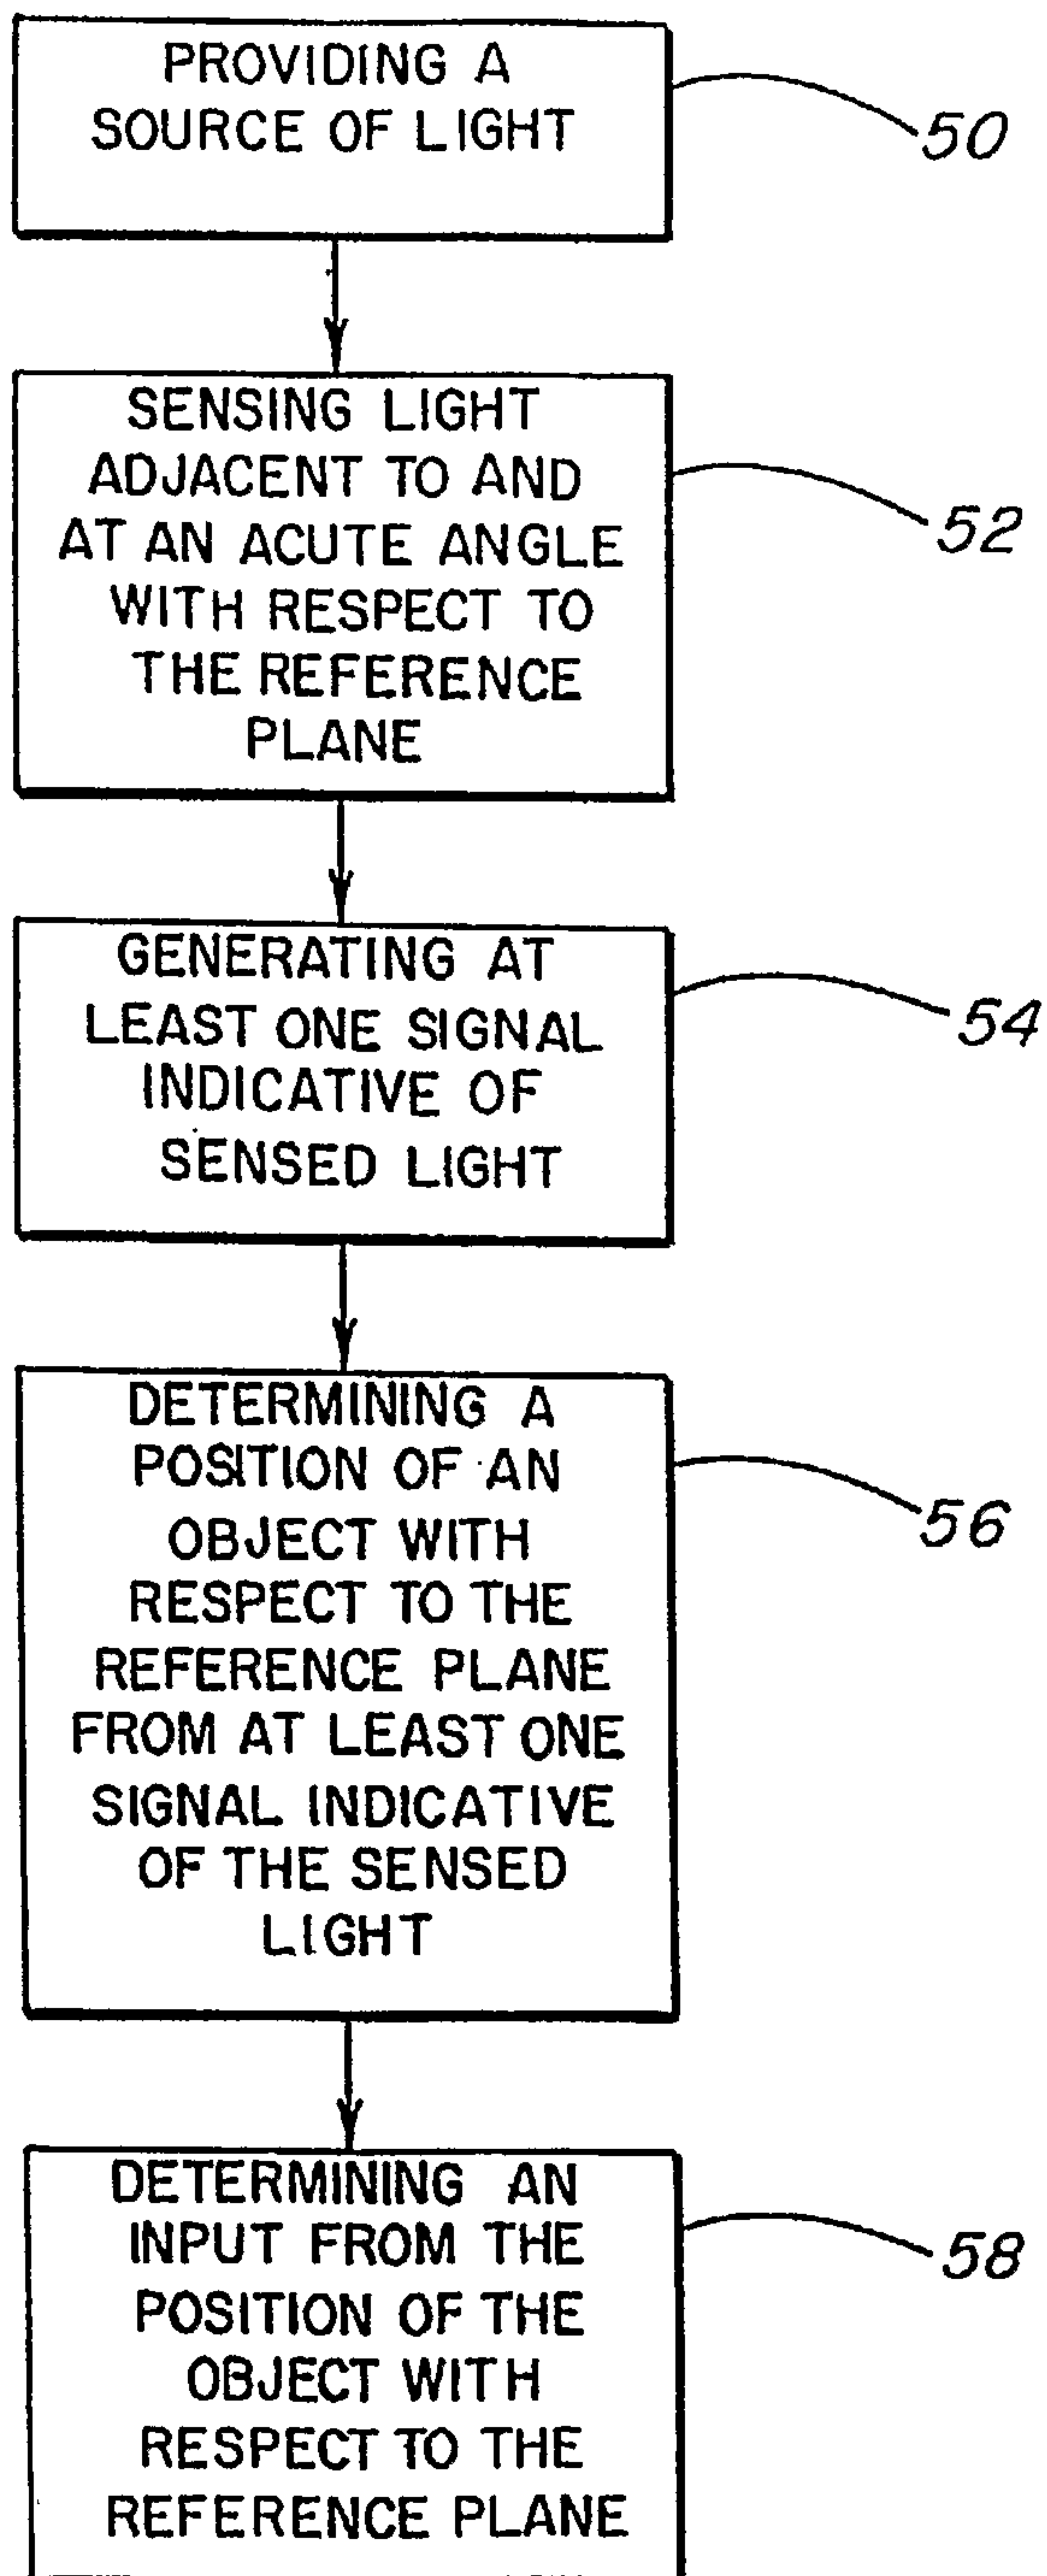 PROVIDING A
SOURCE OF LIGHT
50
SENSING LIGHT
ADJACENT TO AND
AT AN ACUTE ANGLE
WITH RESPECT TO
THE REFERENCE
PLANE
52
GENERATING AT
LEAST ONE SIGNAL
INDICATIVE OF
SENSED LIGHT
54
DETERMINING A
POSITION OF AN
OBJECT WITH
RESPECT TO THE
REFERENCE PLANE
FROM AT LEAST ONE
SIGNAL INDICATIVE
OF THE SENSED
LIGHT
56
DETERMINING AN
INPUT FROM THE
POSITION OF THE
OBJECT WITH
RESPECT TO THE
REFERENCE PLANE
58